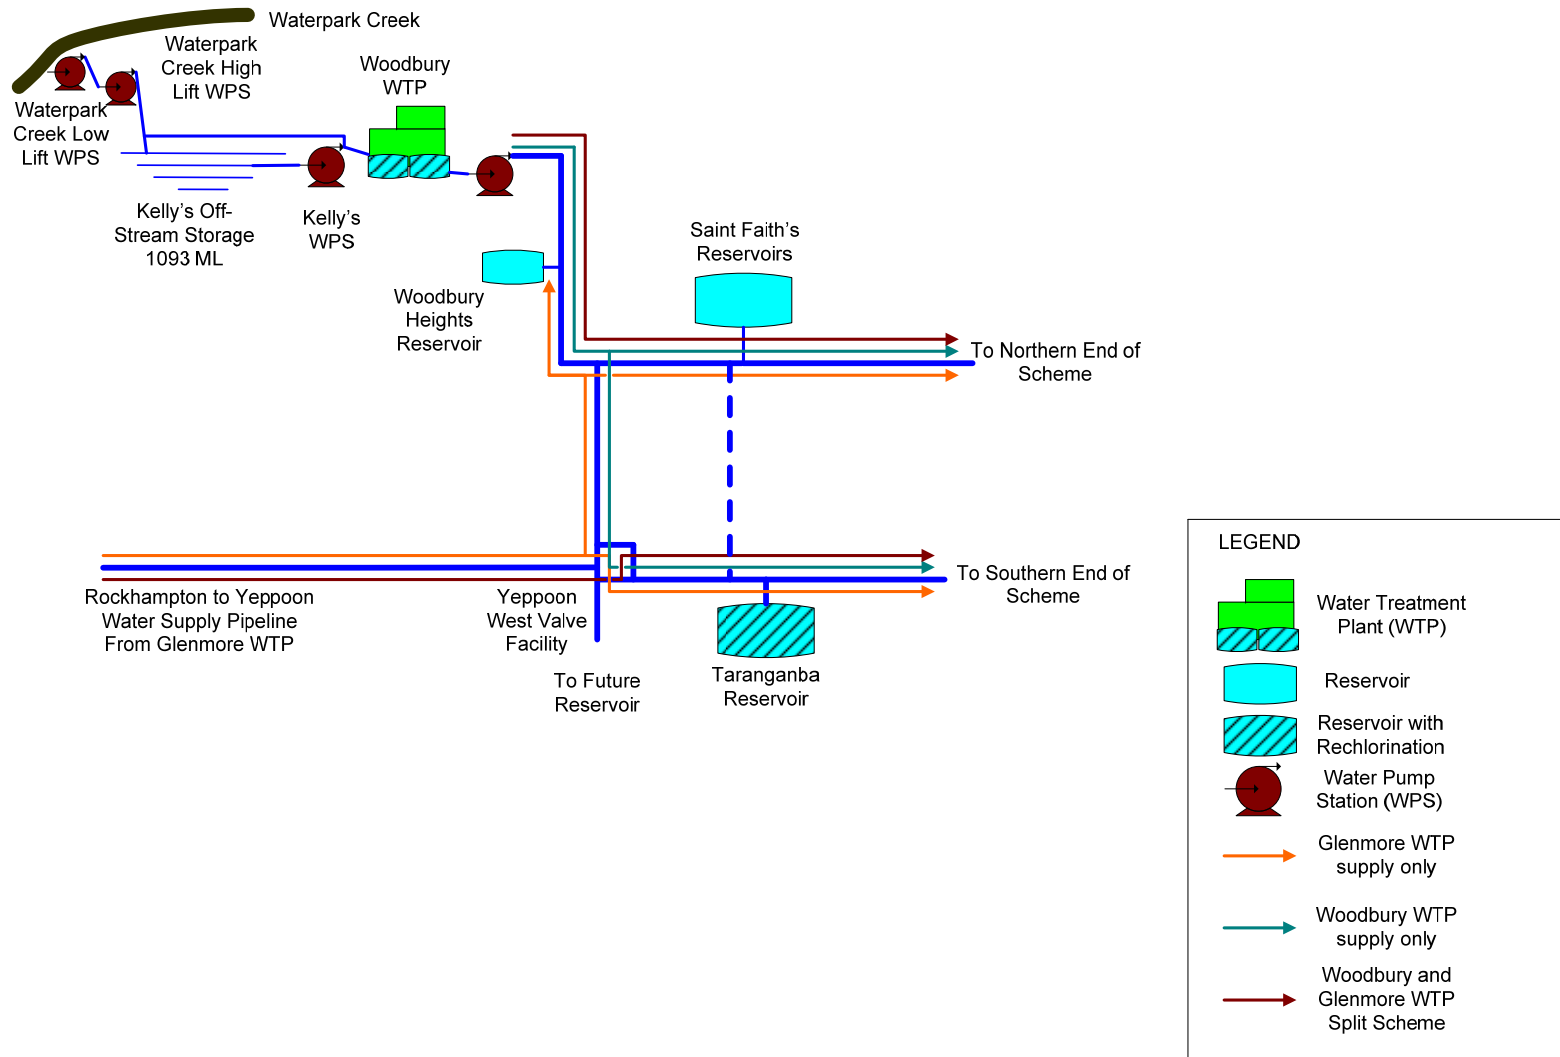 Waterpark Creek
Waterpark
Creek High
Lift WPS
Woodbury
WTP
Waterpark
Creek Low
Lift WPS
Kelly's Off-
Stream Storage
1093 ML
Kelly's
WPS
Saint Faith's
Reservoirs
Woodbury
Heights
Reservoir
To Northern End of
Scheme
Rockhampton to Yeppoon
Water Supply Pipeline
From Glenmore WTP
Yeppoon
West Valve
Facility
To Southern End of
Scheme
To Future
Reservoir
Taranganba
Reservoir
LEGEND
Water Treatment
Plant (WTP)
Reservoir
Reservoir with
Rechlorination
Water Pump
Station (WPS)
Glenmore WTP
supply only
Woodbury WTP
supply only
Woodbury and
Glenmore WTP
Split Scheme